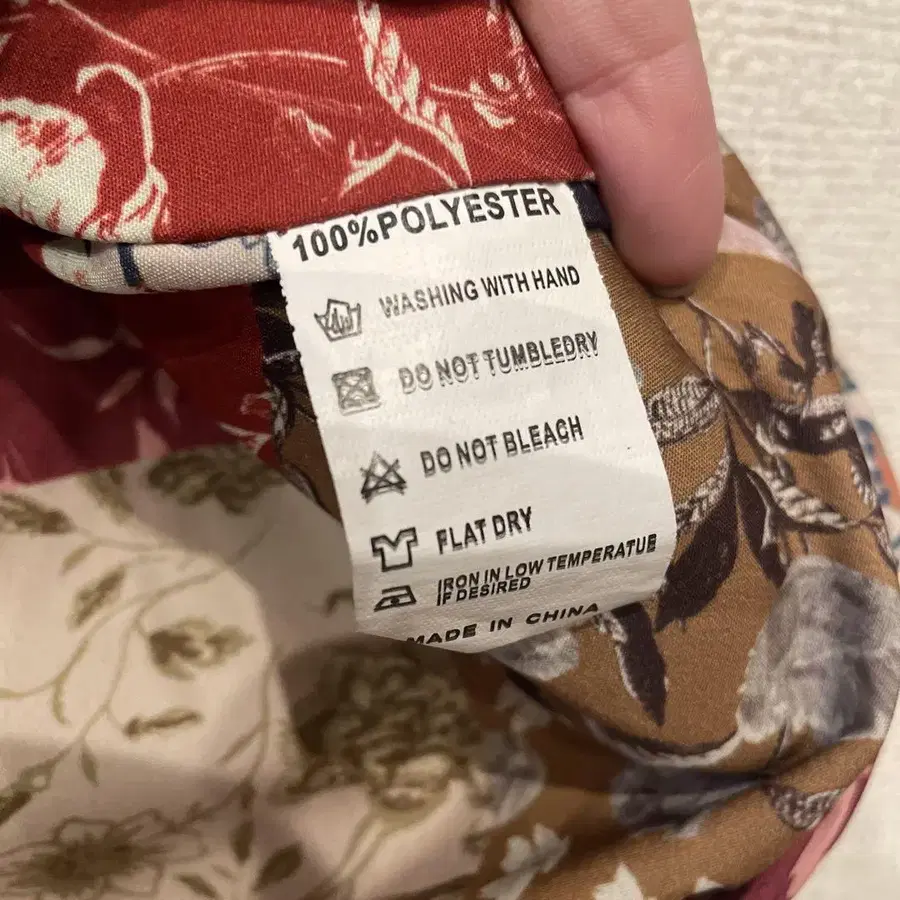 100%POLYESTER
WASHING WITH HAND
DO NOT TUMBLEDRY
DO NOT BLEACH
FLAT DRY
IRON IN LOW TEMPERATUE
IF DESIRED
MADE IN CHINA